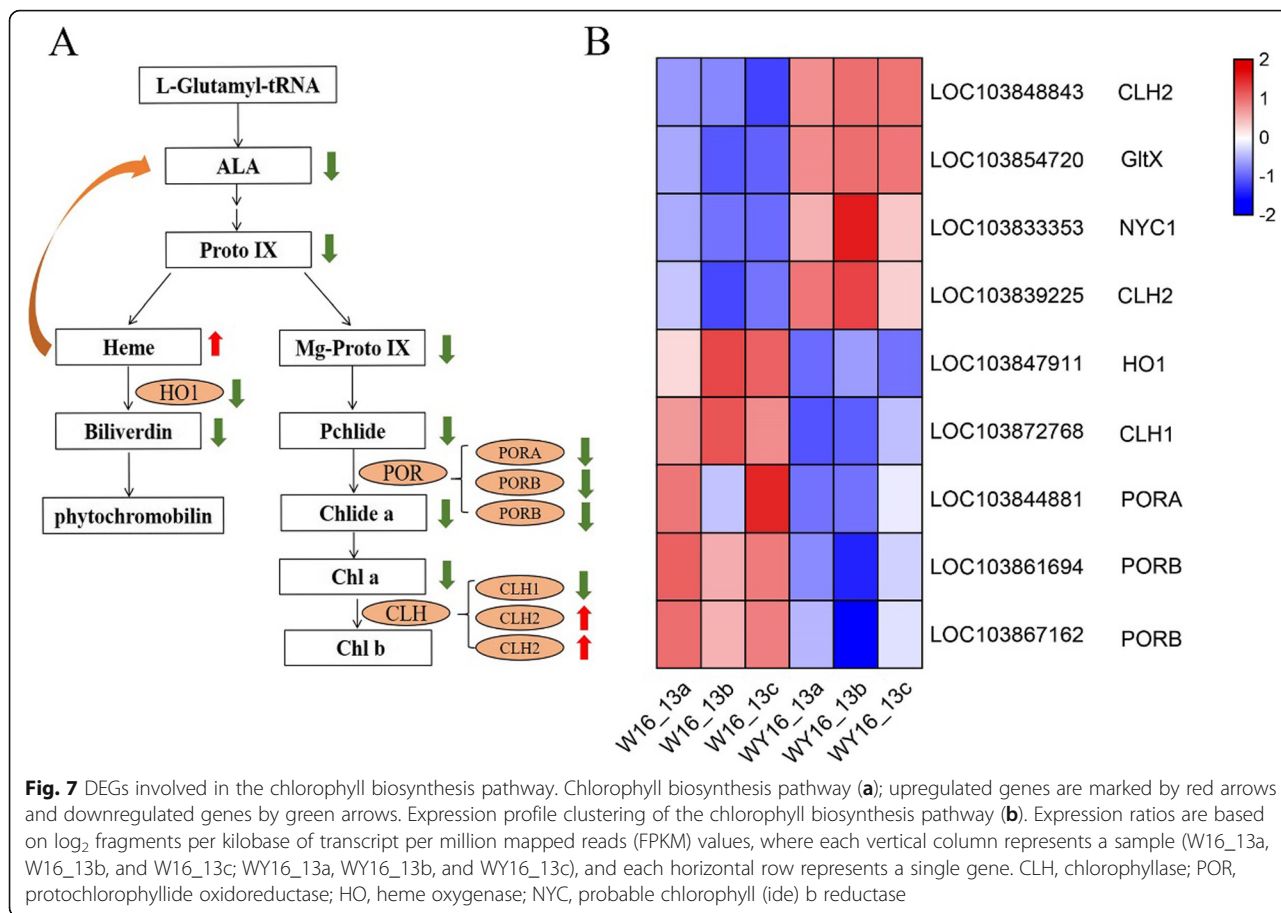 A
L-Glutamyl-tRNA
ALA
Proto IX
Heme
Mg-Proto IX
HO1
Biliverdin
Pchlide
phytochromobilin
POR
PORA
PORB
PORB
Chlide a
Chl a
CLH
CLH1
CLH2
CLH2
Chl b
B
LOC103848843 CLH2
LOC103854720 GltX
LOC103833353 NYC1
LOC103839225 CLH2
LOC103847911 HO1
LOC103872768 CLH1
LOC103844881 PORA
LOC103861694 PORB
LOC103867162 PORB
2
1
0
-1
-2
W16_13a
W16_13b
W16_13c
WY16_13a
WY16_13b
WY16_13c
Fig. 7 DEGs involved in the chlorophyll biosynthesis pathway. Chlorophyll biosynthesis pathway (a); upregulated genes are marked by red arrows
and downregulated genes by green arrows. Expression profile clustering of the chlorophyll biosynthesis pathway (b). Expression ratios are based
on log₂ fragments per kilobase of transcript per million mapped reads (FPKM) values, where each vertical column represents a sample (W16_13a,
W16_13b, and W16_13c; WY16_13a, WY16_13b, and WY16_13c), and each horizontal row represents a single gene. CLH, chlorophyllase; POR,
protochlorophyllide oxidoreductase; HO, heme oxygenase; NYC, probable chlorophyll (ide) b reductase